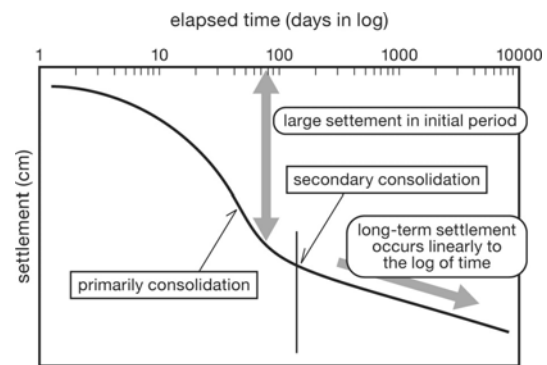 elapsed time (days in log)
1 10 100 1000 10000
large settement in initial period
secondary consolidation
settlement (cm)
long-term settlement
occurs linearly to
the log of time
primarily consolidation